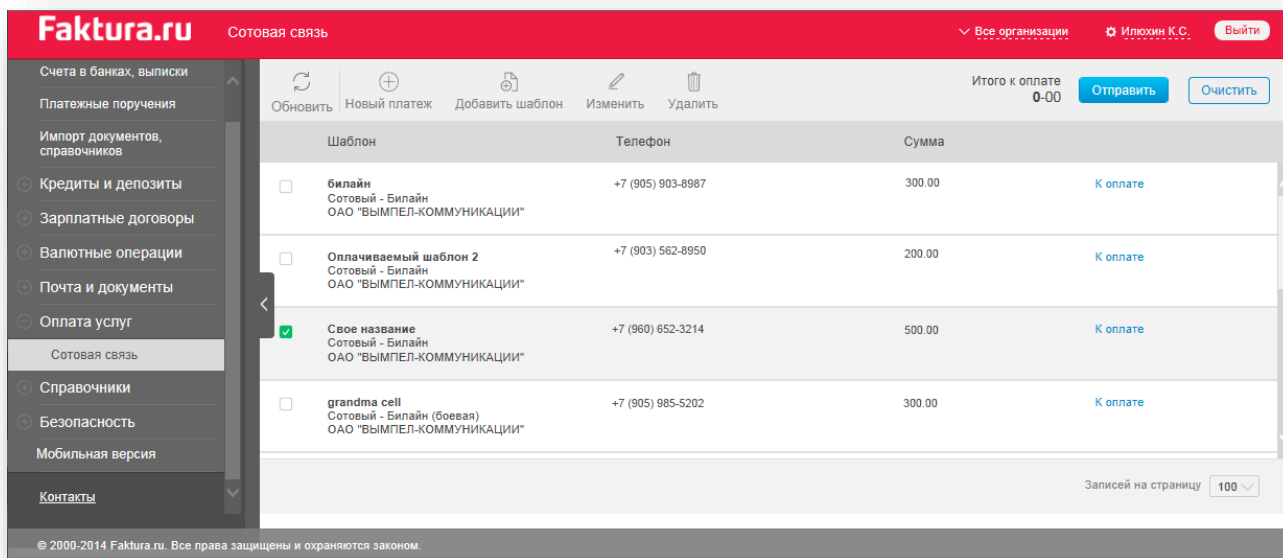 Faktura.ru
Сотовая связь
Все организации
Илюхин К.С.
Выйти
Счета в банках, выписки
Платежные поручения
Импорт документов,
справочников
Кредиты и депозиты
Зарплатные договоры
Валютные операции
Почта и документы
Оплата услуг
Сотовая связь
Справочники
Безопасность
Мобильная версия
Контакты
Обновить
Новый платеж
Добавить шаблон
Изменить
Удалить
Итого к оплате
0-00
Отправить
Очистить
Шаблон Телефон Сумма
билайн +7 (905) 903-8987 300.00 К оплате
Сотовый - Билайн
ОАО "ВЫМПЕЛ-КОММУНИКАЦИИ"
Оплачиваемый шаблон 2 +7 (903) 562-8950 200.00 К оплате
Сотовый - Билайн
ОАО "ВЫМПЕЛ-КОММУНИКАЦИИ"
Свое название +7 (960) 652-3214 500.00 К оплате
Сотовый - Билайн
ОАО "ВЫМПЕЛ-КОММУНИКАЦИИ"
grandma cell +7 (905) 985-5202 300.00 К оплате
Сотовый - Билайн (боевая)
ОАО "ВЫМПЕЛ-КОММУНИКАЦИИ"
Записей на страницу 100
© 2000-2014 Faktura.ru. Все права защищены и охраняются законом.